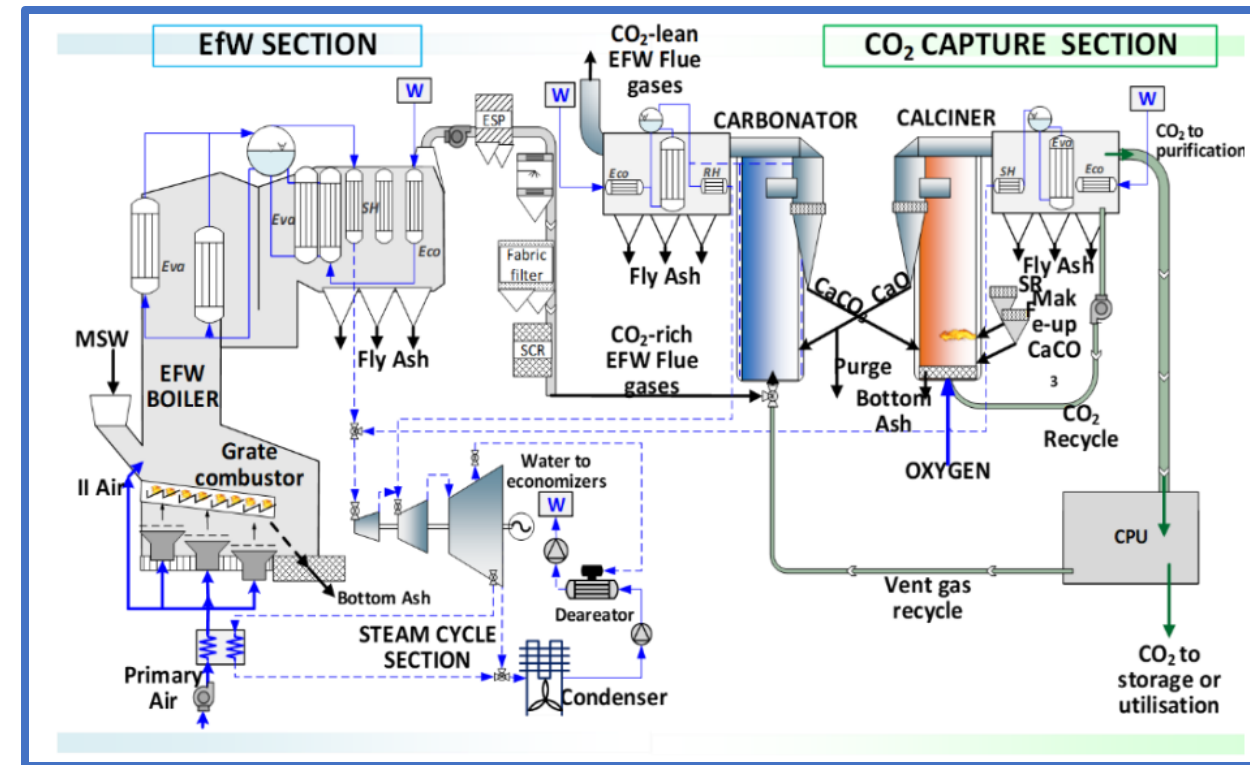 EfW SECTION
CO₂-lean
EFW Flue
gases
CO₂ CAPTURE SECTION
W
ESP
W
CARBONATOR
CALCINER
W
CO₂ to
purification
Eva
SH
Eva
Eco
Eco
RH
SH
Eva
Eco
Fabric
filter
Fly Ash
Fly Ash
SR
F
Mak
e-up
CaCO
3
CaCO₃
CaO
MSW
Fly Ash
SCR
CO₂-rich
EFW Flue
gases
Purge
Bottom
Ash
CO₂
Recycle
EFW
BOILER
Grate
combustor
II Air
Water to
economizers
W
OXYGEN
CPU
Bottom Ash
Deareator
Vent gas
recycle
STEAM CYCLE
SECTION
Primary
Air
Condenser
CO₂ to
storage or
utilisation